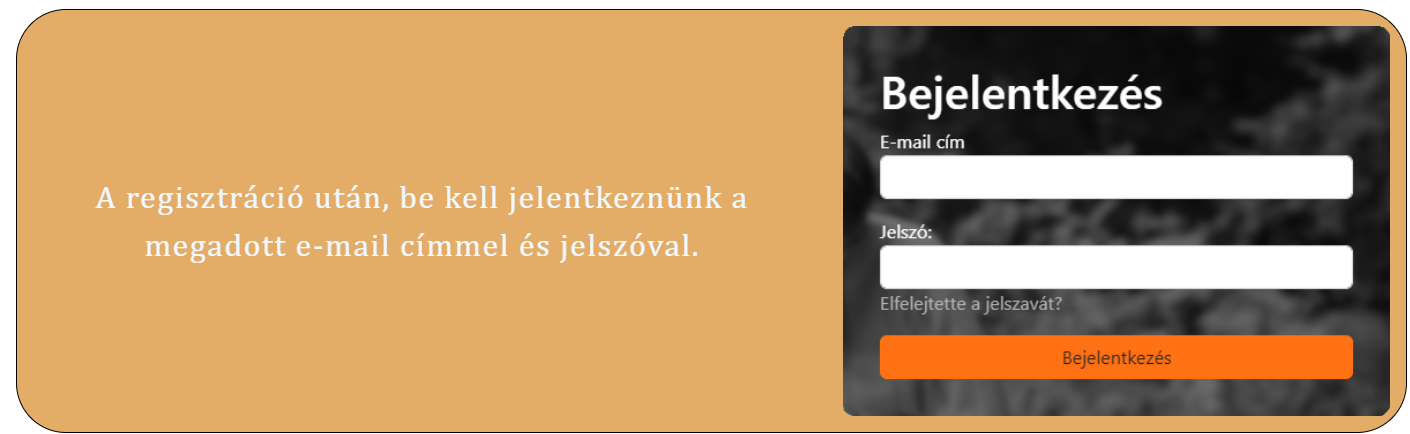 A regisztráció után, be kell jelentkeznünk a
megadott e-mail címmel és jelszóval.
Bejelentkezés
E-mail cím
Jelszó:
Elfelejtette a jelszavát?
Bejelentkezés